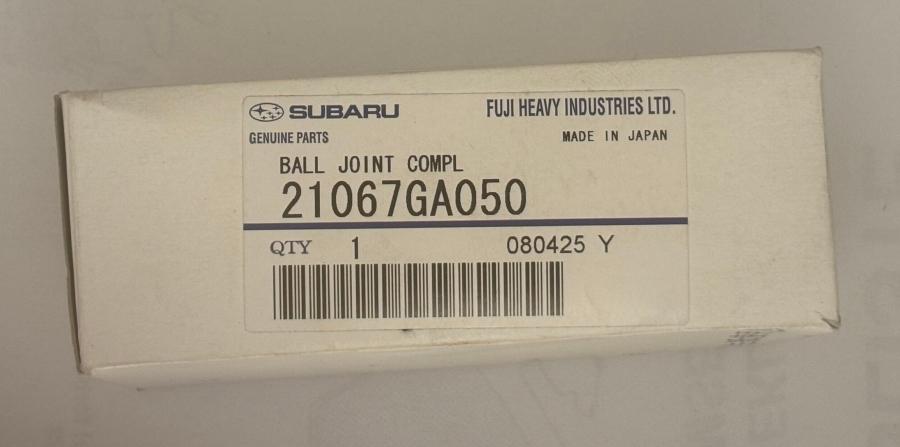 SUBARU FUJI HEAVY INDUSTRIES LTD.
GENUINE PARTS MADE IN JAPAN
BALL JOINT COMPL
21067GA050
QTY 1 080425 Y